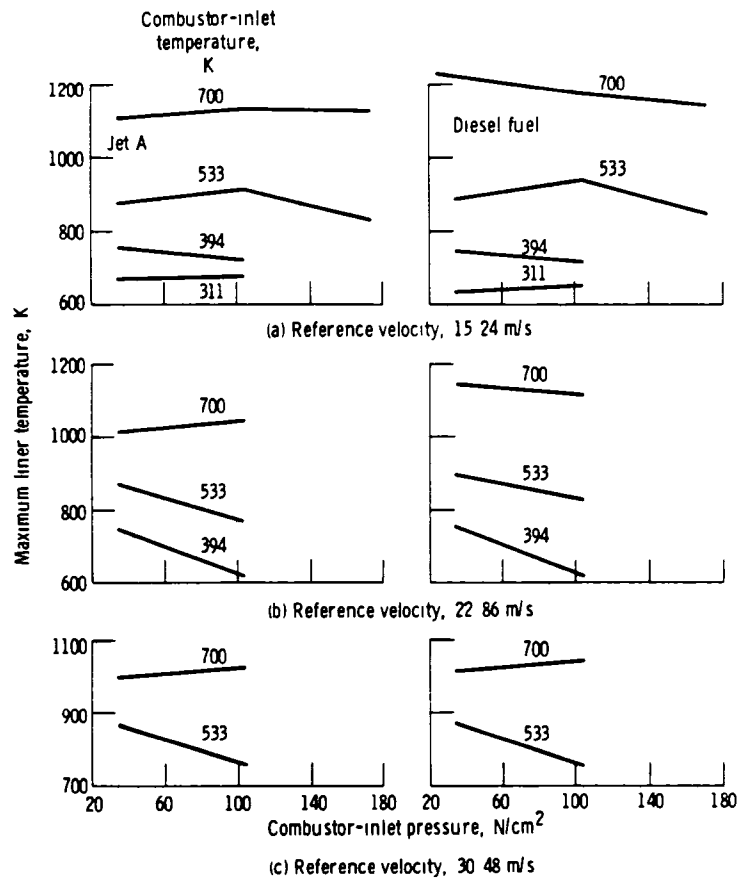 Combustor-inlet
temperature,
K
1200
1000
800
600
700
Jet A
533
394
311
700
Diesel fuel
533
394
311
(a) Reference velocity, 15 24 m/s
Maximum liner temperature, K
1200
1000
800
600
700
533
394
700
533
394
(b) Reference velocity, 22 86 m/s
1100
900
700
700
533
700
533
20 60 100 140 180 20 60 100 140 180
Combustor-inlet pressure, N/cm²
(c) Reference velocity, 30 48 m/s